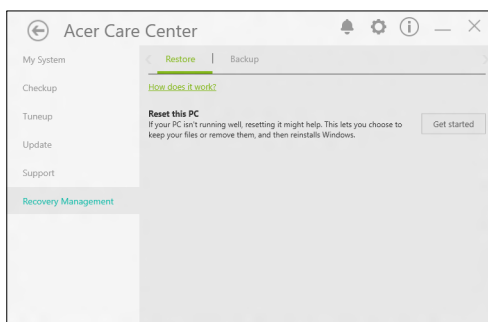 Acer Care Center
My System
Checkup
Tuneup
Update
Support
Recovery Management
Restore
Backup
How does it work?
Reset this PC
If your PC isn't running well, resetting it might help. This lets you choose to
keep your files or remove them, and then reinstalls Windows.
Get started